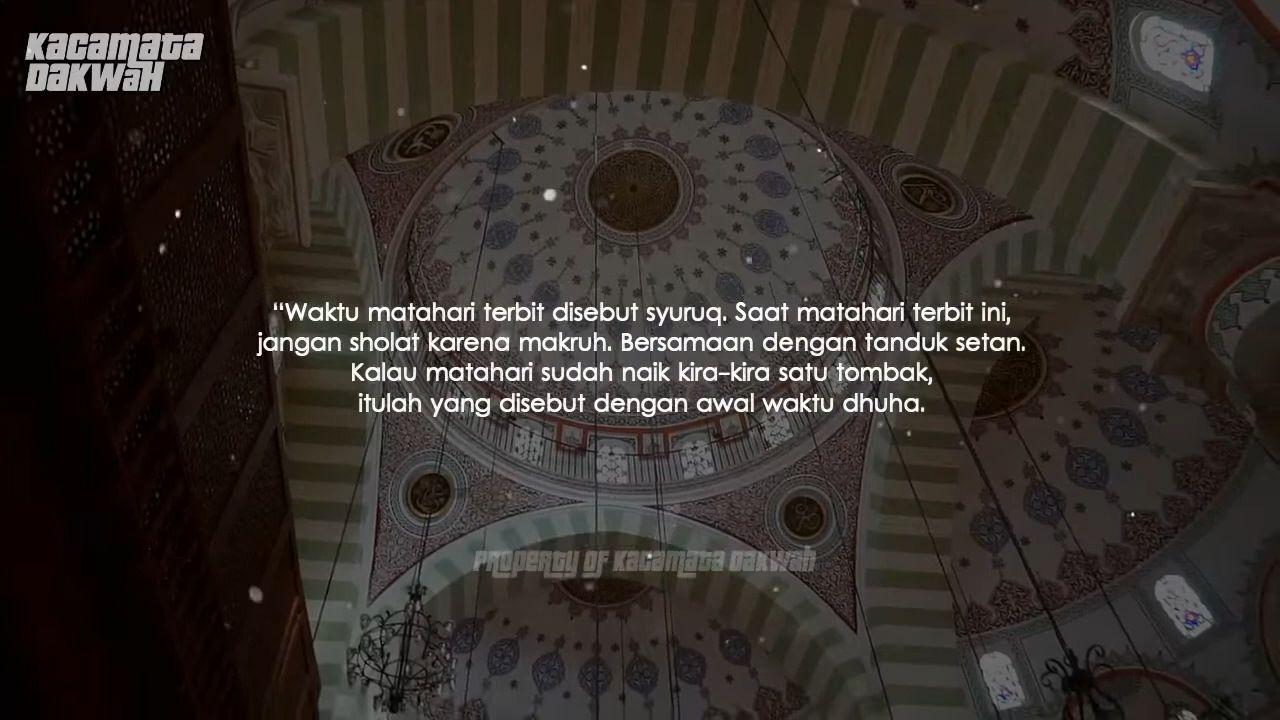 Kacamata
Dakwah
“Waktu matahari terbit disebut syuruq. Saat matahari terbit ini,
jangan sholat karena makruh. Bersamaan dengan tanduk setan.
Kalau matahari sudah naik kira-kira satu tombak,
itulah yang disebut dengan awal waktu dhuha.
Property of Kacamata Dakwah